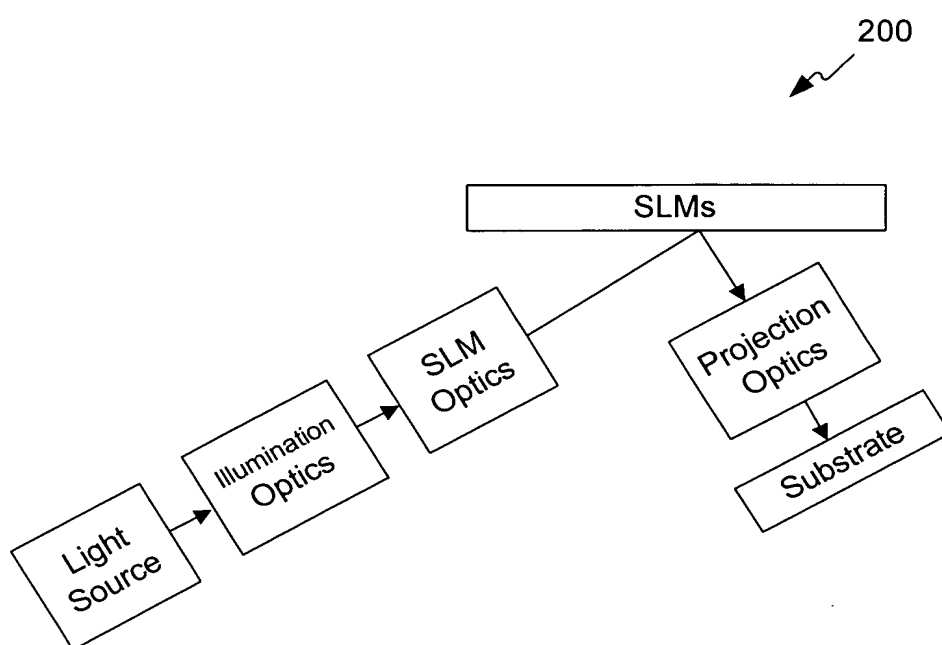 200
SLMs
SLM
Optics
Projection
Optics
Illumination
Optics
Substrate
Light
Source